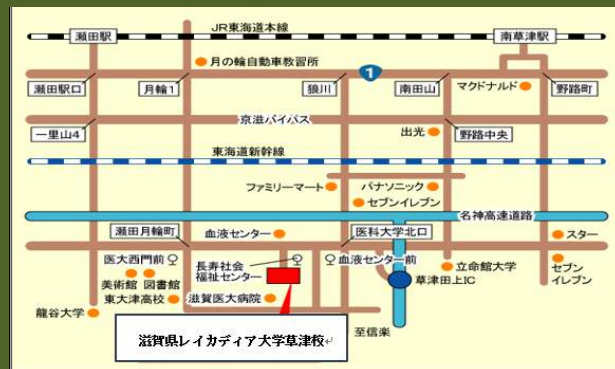 JR東海道本線
瀬田駅
南草津駅
月の輪自動車教習所
1
瀬田駅口
月輪1
狼川
南田山
マクドナルド
野路町
京滋バイパス
一里山4
出光
野路中央
東海道新幹線
ファミリーマート
パナソニック
セブンイレブン
名神高速道路
瀬田月輪町
血液センター
医科大学北口
スター
医大西門前
長寿社会
福祉センター
血液センター前
立命館大学
セブン
イレブン
美術館
図書館
草津田上IC
東大津高校
滋賀医大病院
龍谷大学
至信楽
滋賀県レイカディア大学草津校